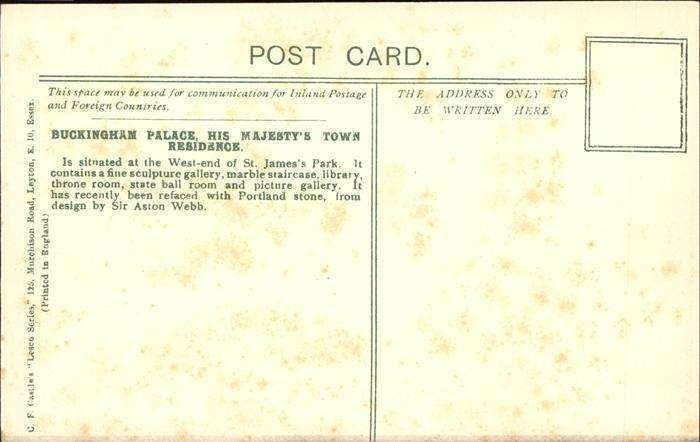 POST CARD.
This space may be used for communication for Inland Postage
and Foreign Countries.
THE ADDRESS ONLY TO
BE WRITTEN HERE.
BUCKINGHAM PALACE, HIS MAJESTY'S TOWN
RESIDENCE.
Is situated at the West-end of St. James's Park. It
contains a fine sculpture gallery, marble staircase, library,
throne room, state ball room and picture gallery. It
has recently been refaced with Portland stone, from
design by Sir Aston Webb.
C. F. Castle's "Lesco Series," 125, Murchison Road, Leyton, E. 10, Essex.
(Printed in England)